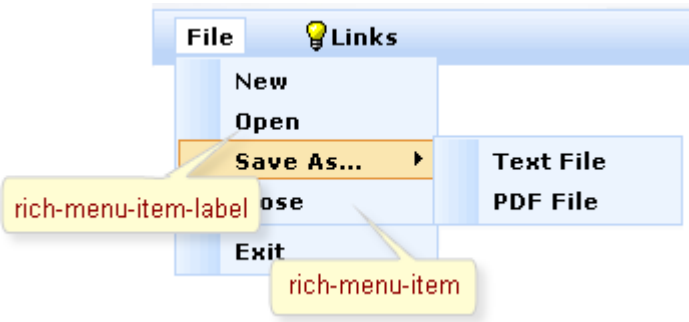 File Links
New
Open
Save As... Text File
rich-menu-item-label ose PDF File
Exit
rich-menu-item